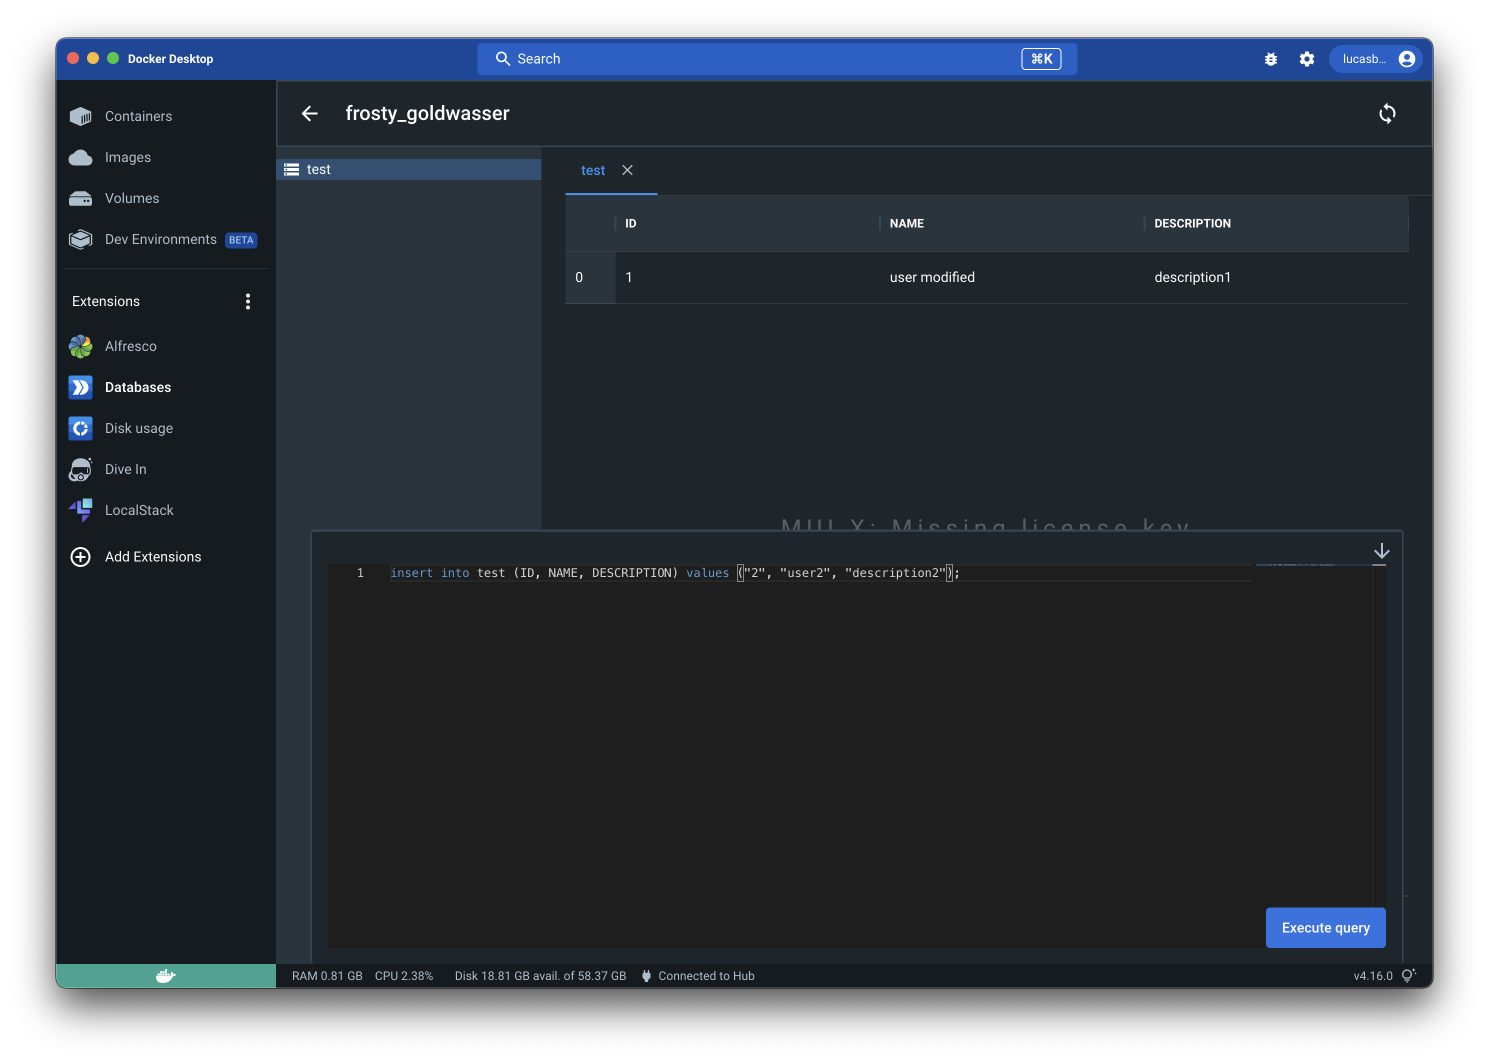 Docker Desktop
Search
⌘K
lucasb...
Containers
Images
Volumes
Dev Environments BETA
Extensions
Alfresco
Databases
Disk usage
Dive In
LocalStack
Add Extensions
frosty_goldwasser
test
test
ID NAME DESCRIPTION
0 1 user modified description1
MUI X: Missing license key
1 insert into test (ID, NAME, DESCRIPTION) values ("2", "user2", "description2");
Execute query
RAM 0.81 GB CPU 2.38% Disk 18.81 GB avail. of 58.37 GB Connected to Hub v4.16.0